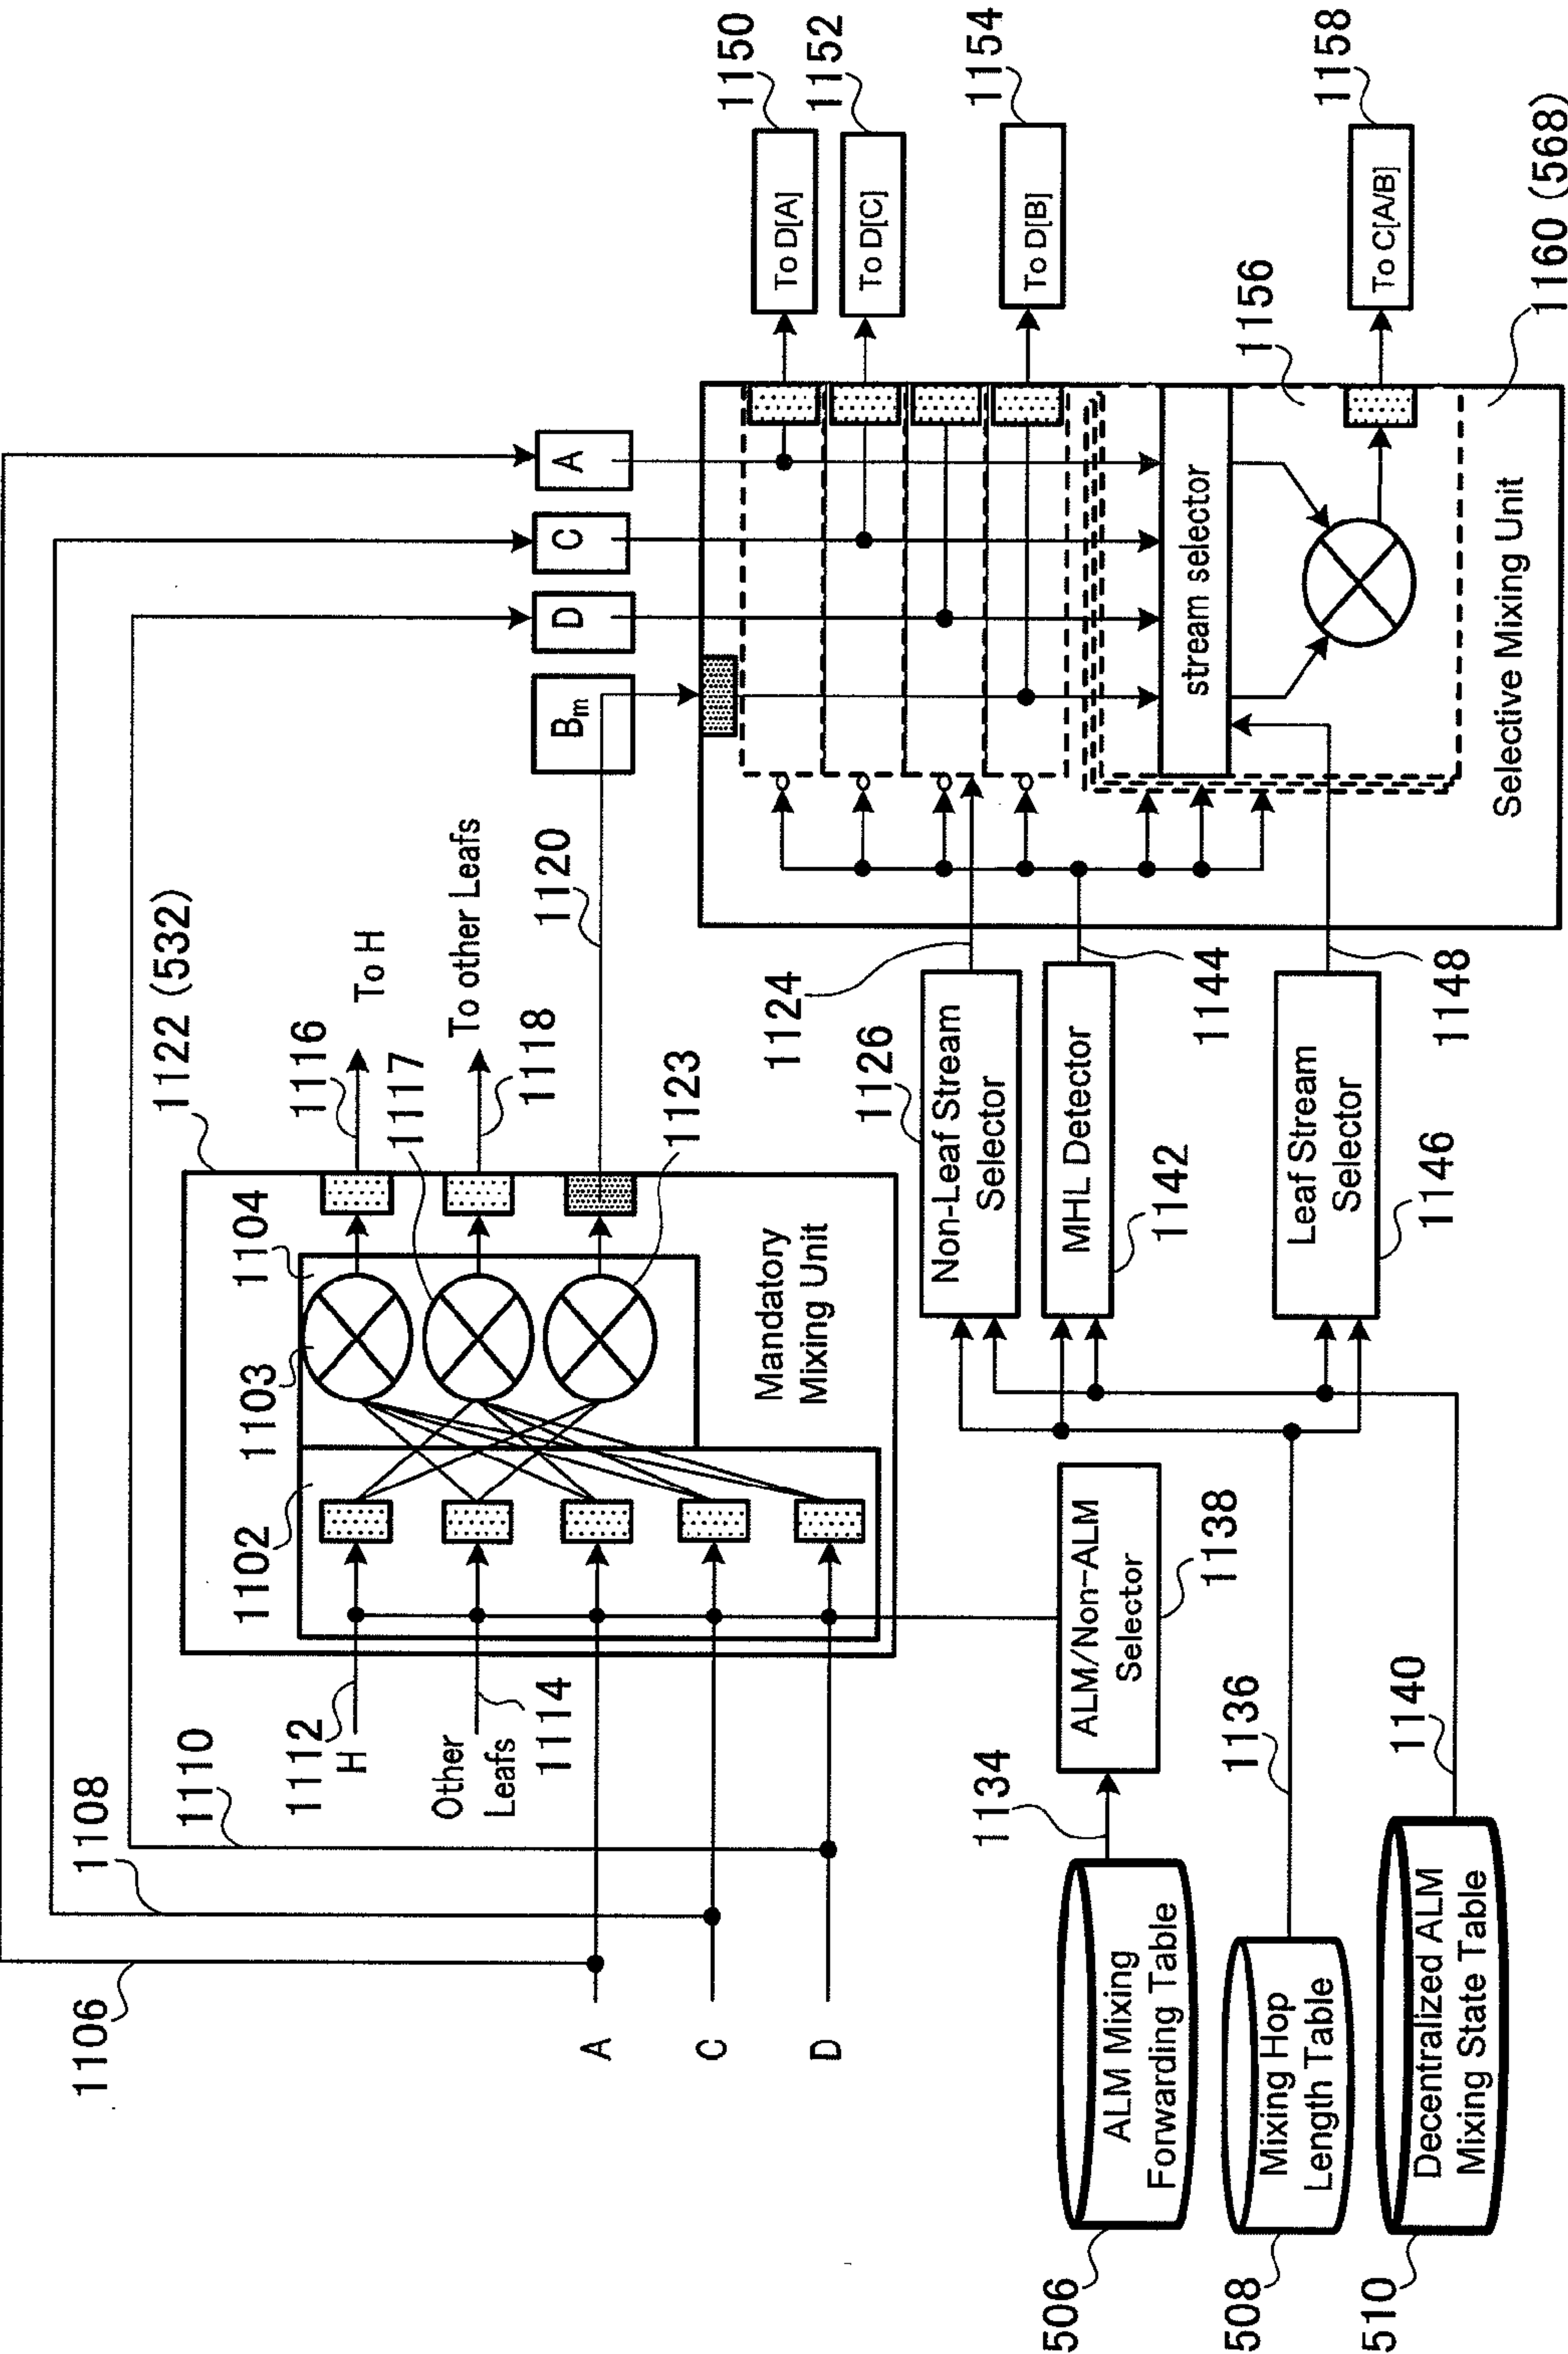 1106
1108
1110
1112
H
Other
Leafs
1114
A
C
D
1102
1103
1104
1122 (532)
1116
To H
1117
To other Leafs
1118
1123
1120
Mandatory
Mixing Unit
Bm
D
C
A
1150
To D[A]
1152
To D[C]
1154
To D[B]
1158
To C[A/B]
1156
1160 (568)
stream selector
Selective Mixing Unit
506
ALM Mixing
Forwarding Table
1134
ALM/Non-ALM
Selector
1138
508
Mixing Hop
Length Table
1136
510
Decentralized ALM
Mixing State Table
1140
1126
Non-Leaf Stream
Selector
1124
MHL Detector
1142
1144
Leaf Stream
Selector
1146
1148